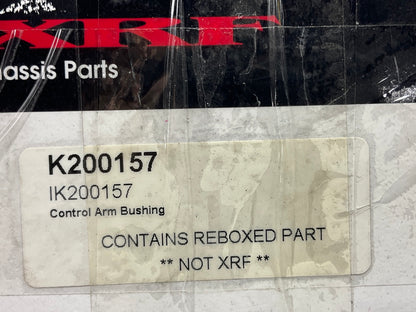 XRF
Chassis Parts
K200157
IK200157
Control Arm Bushing
CONTAINS REBOXED PART
** NOT XRF **